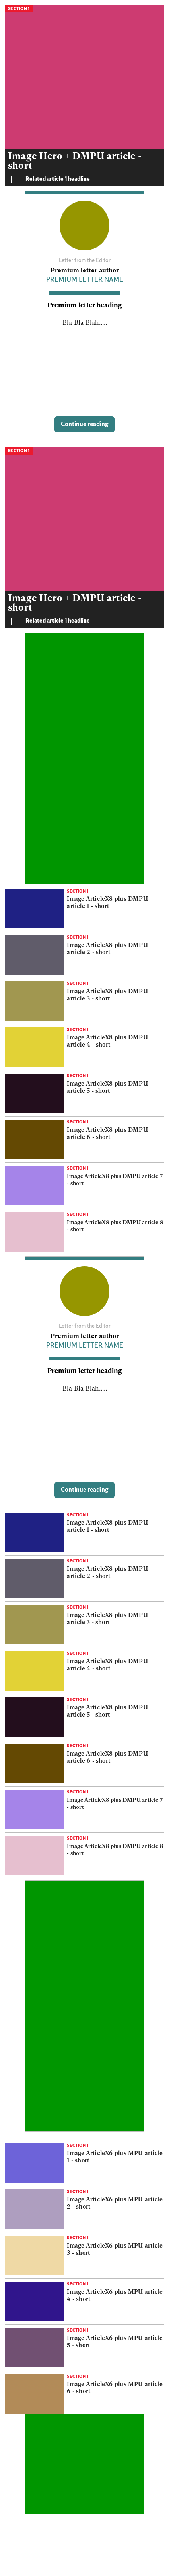 SECTION 1
Image Hero + DMPU article -
short
Related article 1 headline
Letter from the Editor
Premium letter author
PREMIUM LETTER NAME
Premium letter heading
Bla Bla Blah.....
Continue reading
SECTION 1
Image Hero + DMPU article -
short
Related article 1 headline
SECTION 1
Image ArticleX8 plus DMPU
article 1 - short
SECTION 1
Image ArticleX8 plus DMPU
article 2 - short
SECTION 1
Image ArticleX8 plus DMPU
article 3 - short
SECTION 1
Image ArticleX8 plus DMPU
article 4 - short
SECTION 1
Image ArticleX8 plus DMPU
article 5 - short
SECTION 1
Image ArticleX8 plus DMPU
article 6 - short
SECTION 1
Image ArticleX8 plus DMPU article 7
- short
SECTION 1
Image ArticleX8 plus DMPU article 8
- short
Letter from the Editor
Premium letter author
PREMIUM LETTER NAME
Premium letter heading
Bla Bla Blah.....
Continue reading
SECTION 1
Image ArticleX8 plus DMPU
article 1 - short
SECTION 1
Image ArticleX8 plus DMPU
article 2 - short
SECTION 1
Image ArticleX8 plus DMPU
article 3 - short
SECTION 1
Image ArticleX8 plus DMPU
article 4 - short
SECTION 1
Image ArticleX8 plus DMPU
article 5 - short
SECTION 1
Image ArticleX8 plus DMPU
article 6 - short
SECTION 1
Image ArticleX8 plus DMPU article 7
- short
SECTION 1
Image ArticleX8 plus DMPU article 8
- short
SECTION 1
Image ArticleX6 plus MPU article
1 - short
SECTION 1
Image ArticleX6 plus MPU article
2 - short
SECTION 1
Image ArticleX6 plus MPU article
3 - short
SECTION 1
Image ArticleX6 plus MPU article
4 - short
SECTION 1
Image ArticleX6 plus MPU article
5 - short
SECTION 1
Image ArticleX6 plus MPU article
6 - short